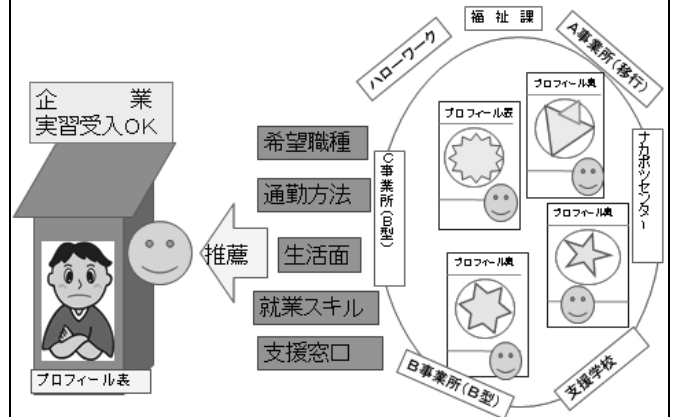 福祉課
ハローワーク
A事業所(移行)
ナカポツセンター
支援学校
B事業所(B型)
C事業所(B型)
プロフィール表
プロフィール表
プロフィール表
プロフィール表
企業
実習受入OK
希望職種
通勤方法
生活面
就業スキル
支援窓口
推薦
プロフィール表